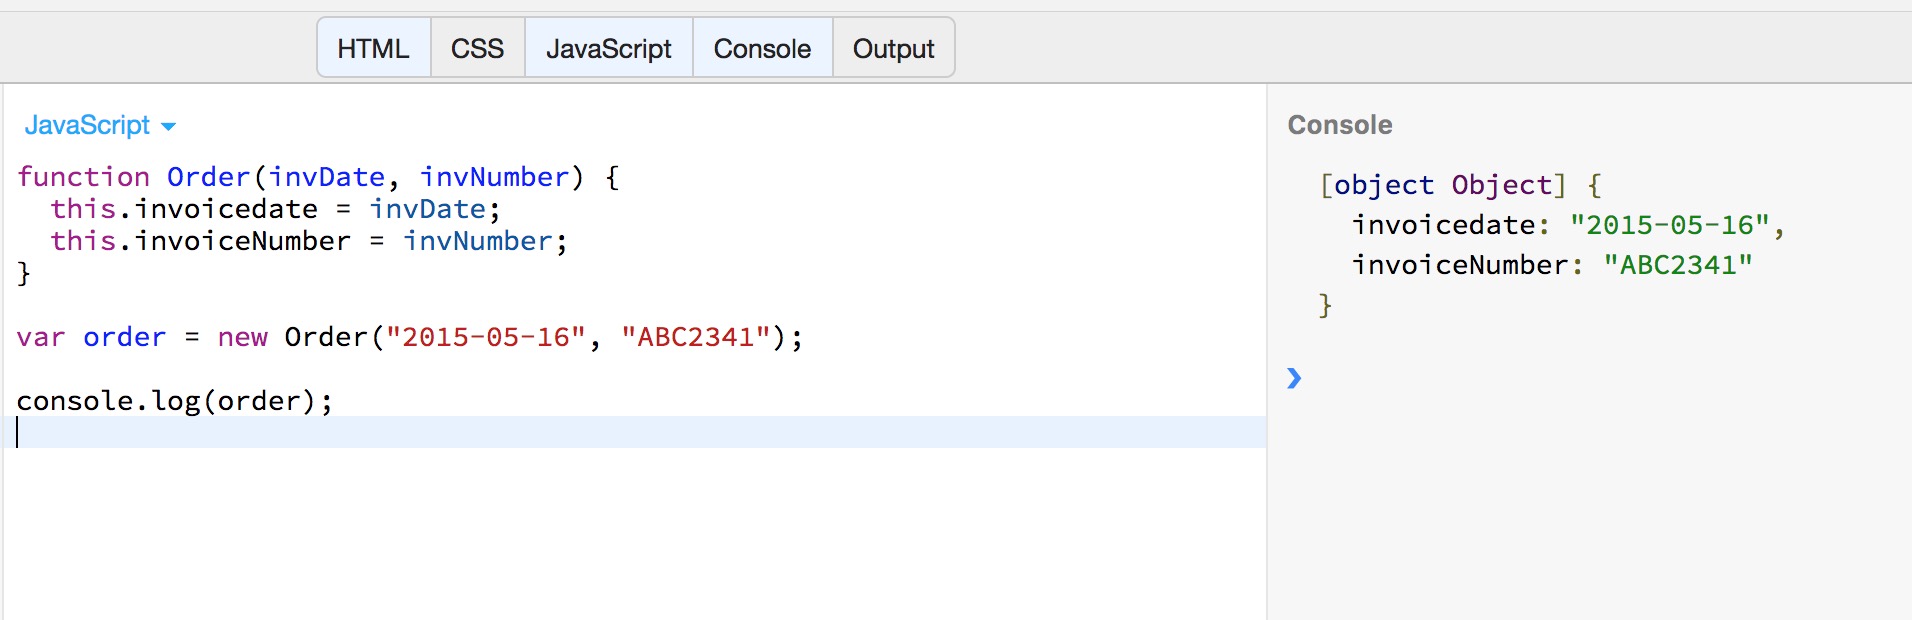 HTML CSS JavaScript Console Output
JavaScript
function Order(invDate, invNumber) {
  this.invoicedate = invDate;
  this.invoiceNumber = invNumber;
}
var order = new Order("2015-05-16", "ABC2341");
console.log(order);
Console
[object Object] {
  invoicedate: "2015-05-16",
  invoiceNumber: "ABC2341"
}
❯